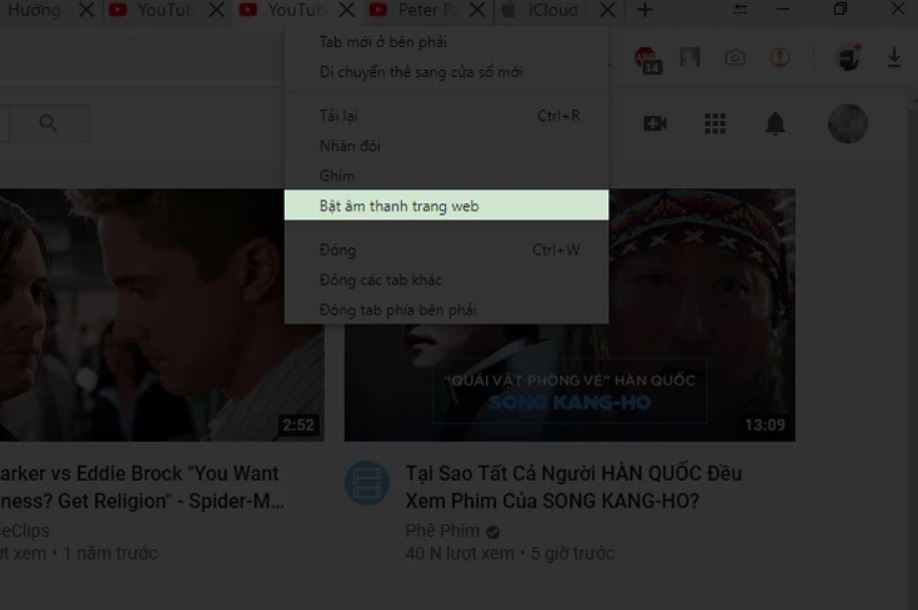 Hướng
YouTub
YouTub
Peter Pa
iCloud
Tab mới ở bên phải
Di chuyển thẻ sang cửa sổ mới
14
Tải lại Ctrl+R
Nhân đôi
Ghim
Bật âm thanh trang web
Đóng Ctrl+W
Đóng các tab khác
Đóng tab phía bên phải
"QUÁI VẬT PHÒNG VÉ" HÀN QUỐC
SONG KANG-HO
2:52
13:09
arker vs Eddie Brock "You Want
ness? Get Religion" - Spider-M...
eClips
ợt xem • 1 năm trước
Tại Sao Tất Cả Người HÀN QUỐC Đều
Xem Phim Của SONG KANG-HO?
Phê Phim
40 N lượt xem • 5 giờ trước